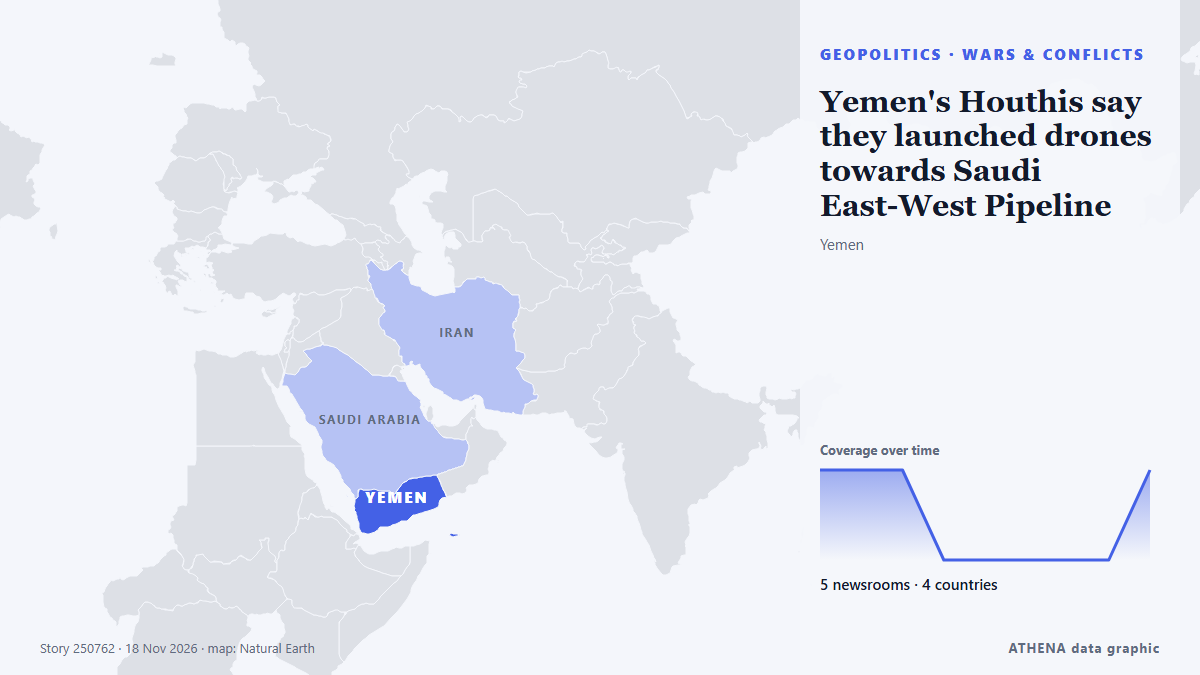 GEOPOLITICS · WARS & CONFLICTS
Yemen's Houthis say
they launched drones
towards Saudi
East-West Pipeline
Yemen
IRAN
SAUDI ARABIA
YEMEN
Coverage over time
5 newsrooms · 4 countries
Story 250762 · 18 Nov 2026 · map: Natural Earth
ATHENA data graphic